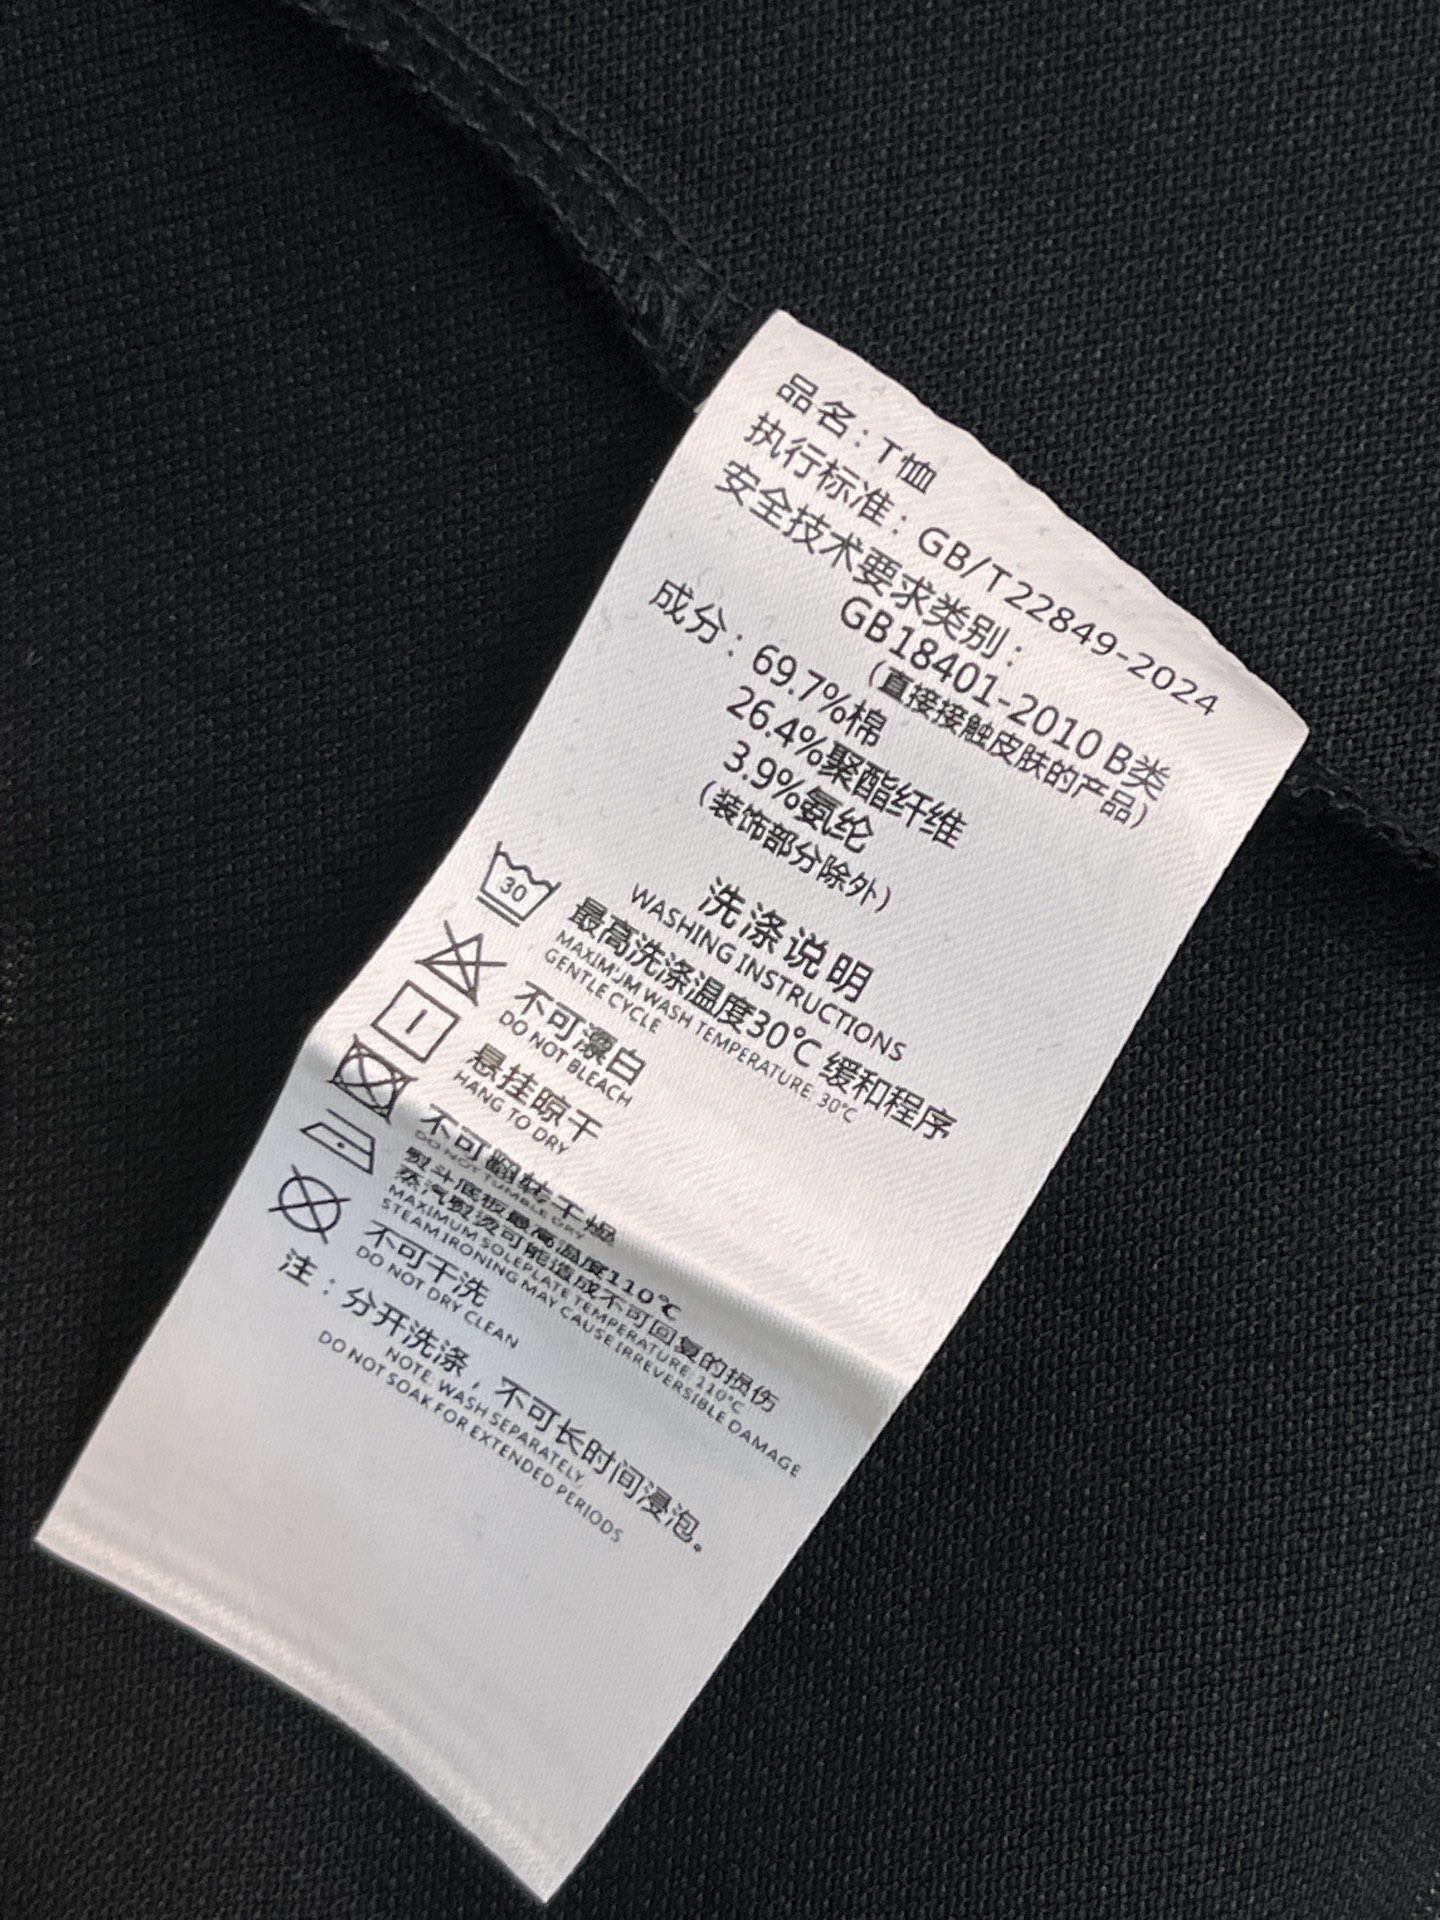 品名：T恤
执行标准：GB/T22849-2024
安全技术要求类别：
GB18401-2010 B类
（直接接触皮肤的产品）
成分：69.7%棉
26.4%聚酯纤维
3.9%氨纶
（装饰部分除外）
洗涤说明
WASHING INSTRUCTIONS
30
最高洗涤温度30℃ 缓和程序
MAXIMUM WASH TEMPERATURE: 30℃
GENTLE CYCLE
不可漂白
DO NOT BLEACH
悬挂晾干
HANG TO DRY
不可翻转干燥
DO NOT TUMBLE DRY
熨斗底板最高温度110℃
蒸汽熨烫可能造成不可回复的损伤
MAXIMUM SOLEPLATE TEMPERATURE: 110℃
STEAM IRONING MAY CAUSE IRREVERSIBLE DAMAGE
不可干洗
DO NOT DRY CLEAN
注：分开洗涤，不可长时间浸泡。
NOTE: WASH SEPARATELY,
DO NOT SOAK FOR EXTENDED PERIODS